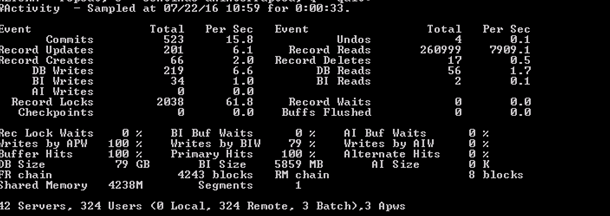 Activity - Sampled at 07/22/16 10:59 for 0:00:33.
Event Total Per Sec Event Total Per Sec
Commits 523 15.8 Undos 4 0.1
Record Updates 201 6.1 Record Reads 260999 7909.1
Record Creates 66 2.0 Record Deletes 17 0.5
DB Writes 219 6.6 DB Reads 56 1.7
BI Writes 34 1.0 BI Reads 2 0.1
AI Writes 0 0.0
Record Locks 2038 61.8 Record Waits 0 0.0
Checkpoints 0 0.0 Buffs Flushed 0 0.0
Rec Lock Waits 0 % BI Buf Waits 0 % AI Buf Waits 0 %
Writes by APW 100 % Writes by BIW 79 % Writes by AIW 0 %
Buffer Hits 100 % Primary Hits 100 % Alternate Hits 0 %
DB Size 79 GB BI Size 5859 MB AI Size 0 K
FR chain 4243 blocks RM chain 8 blocks
Shared Memory 4238M Segments 1
42 Servers, 324 Users (0 Local, 324 Remote, 3 Batch),3 Apws